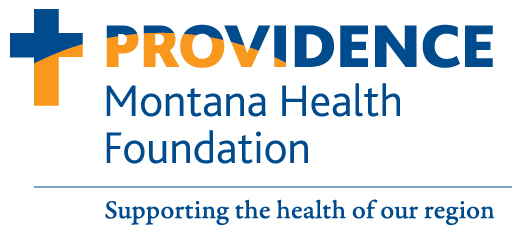 PROVIDENCE
Montana Health
Foundation
Supporting the health of our region